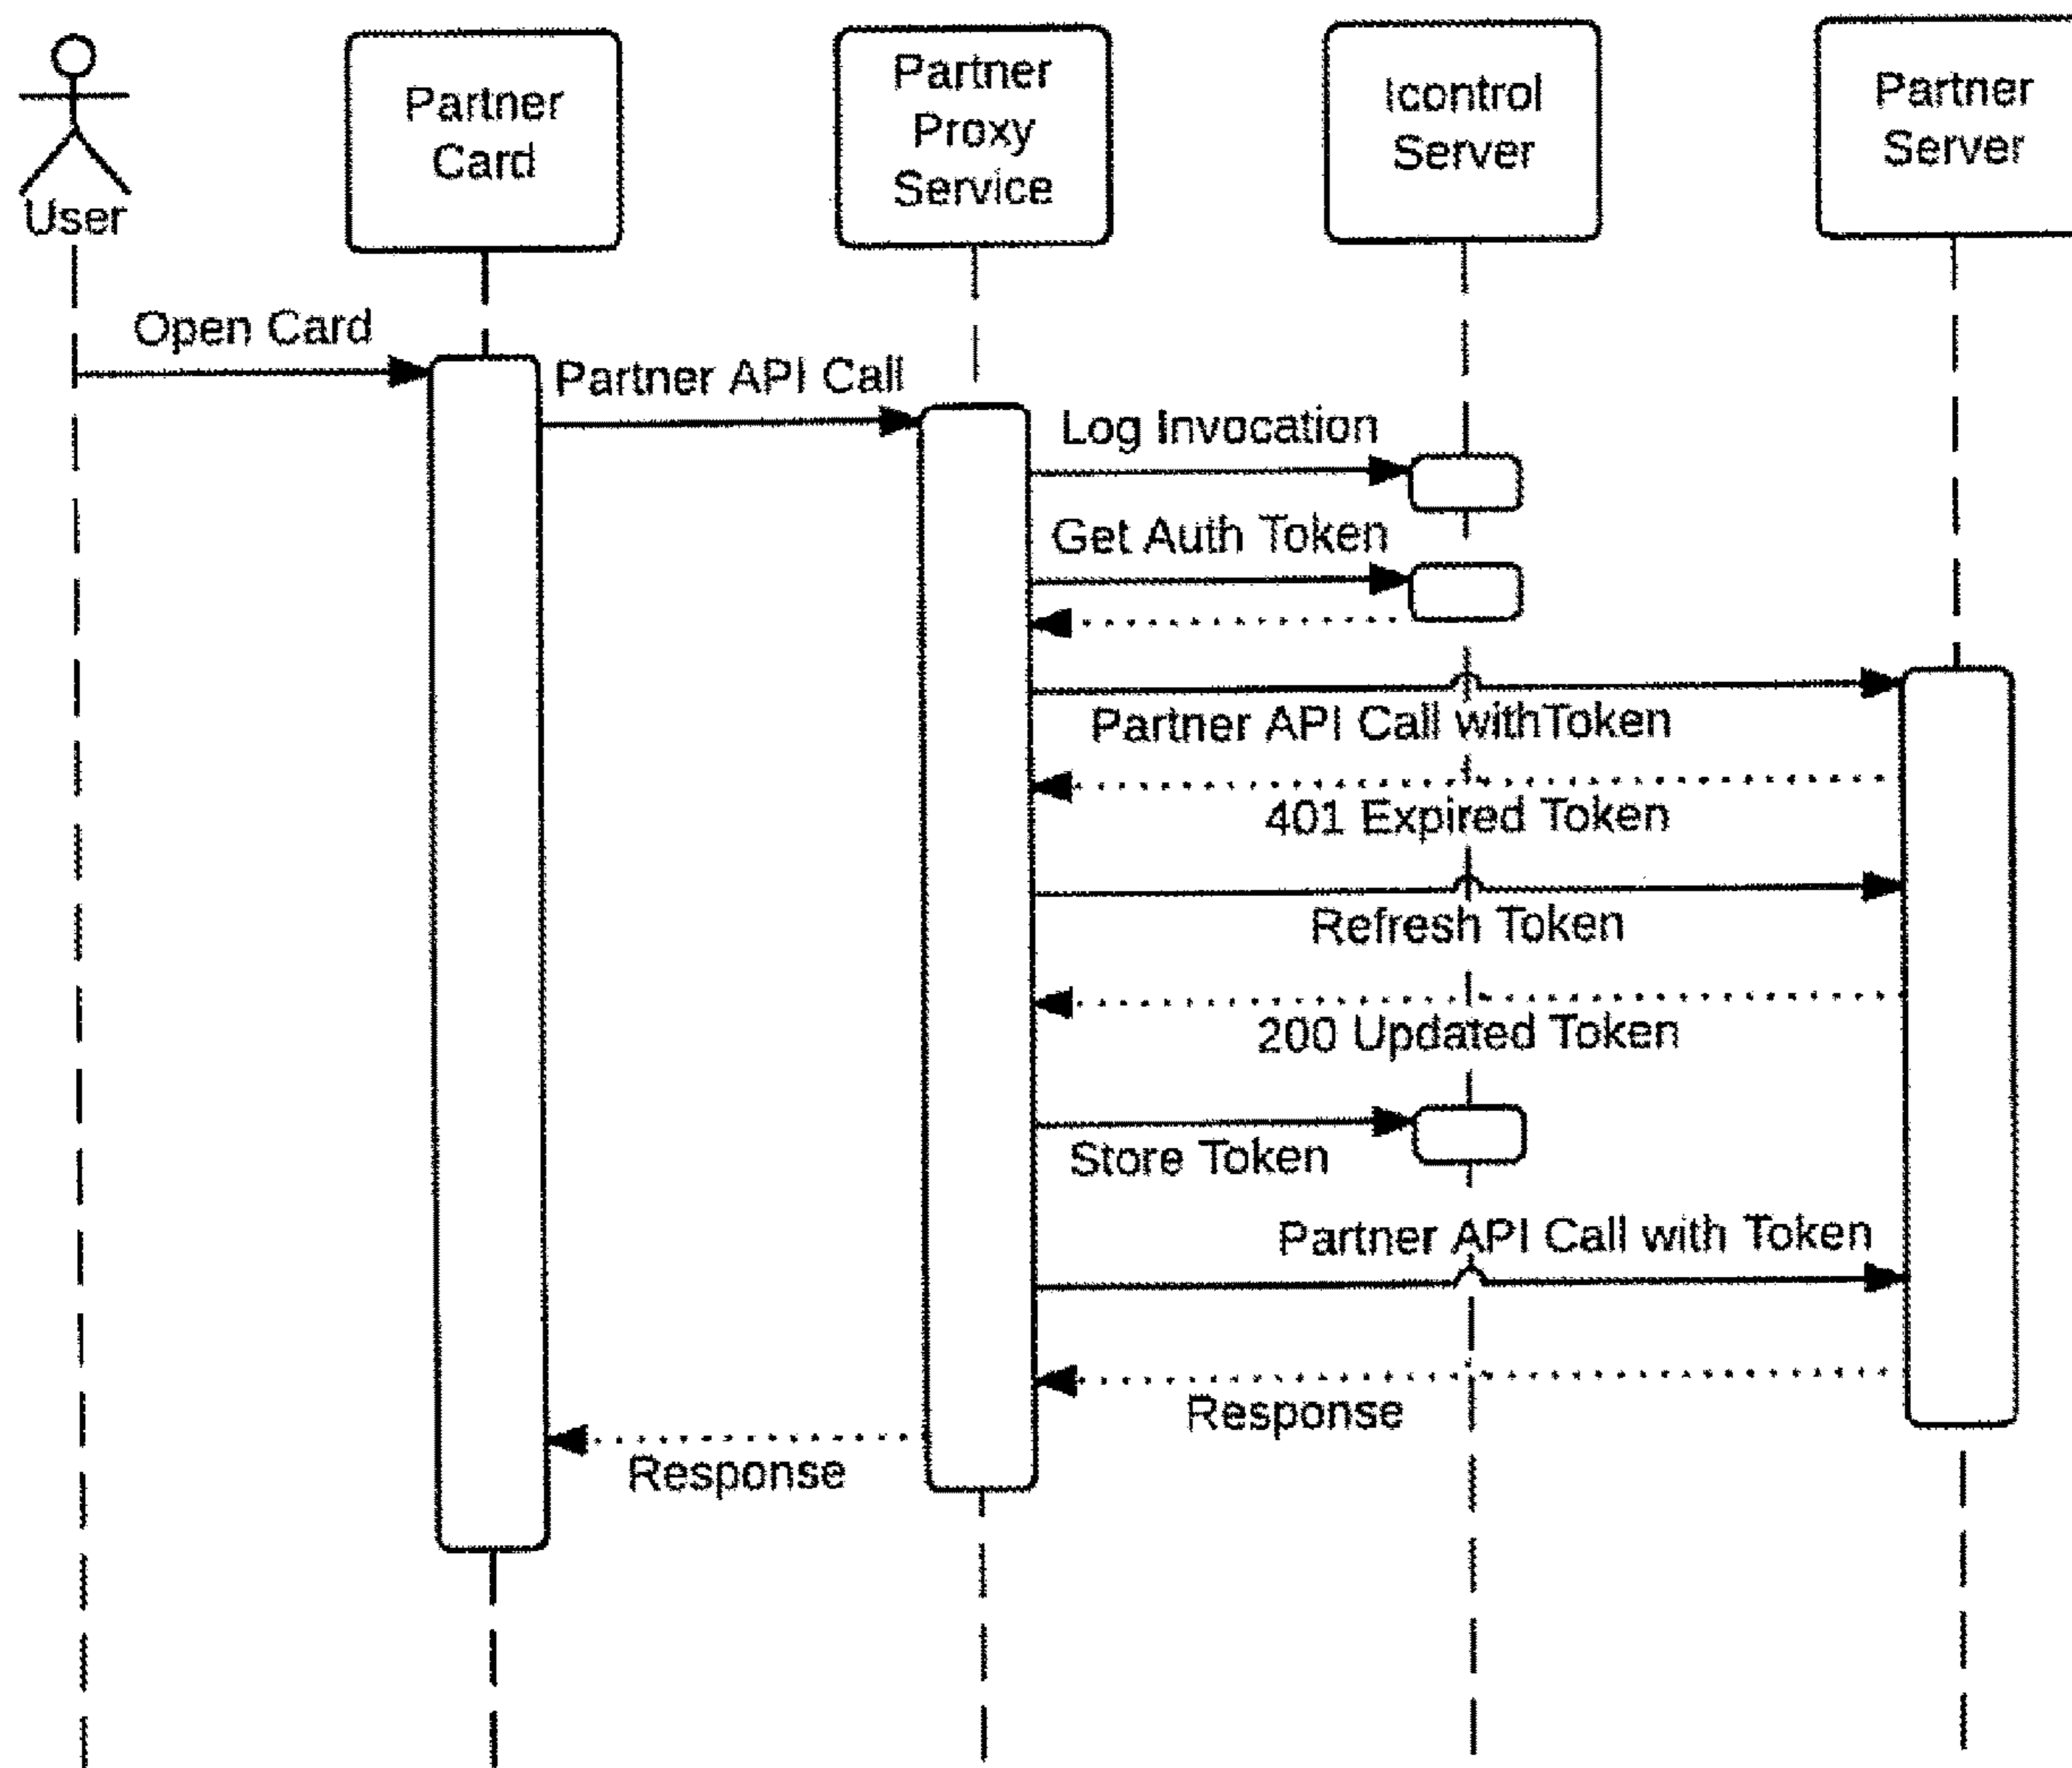 User
Partner
Card
Partner
Proxy
Service
Icontrol
Server
Partner
Server
Open Card
Partner API Call
Log Invocation
Get Auth Token
Partner API Call withToken
401 Expired Token
Refresh Token
200 Updated Token
Store Token
Partner API Call with Token
Response
Response